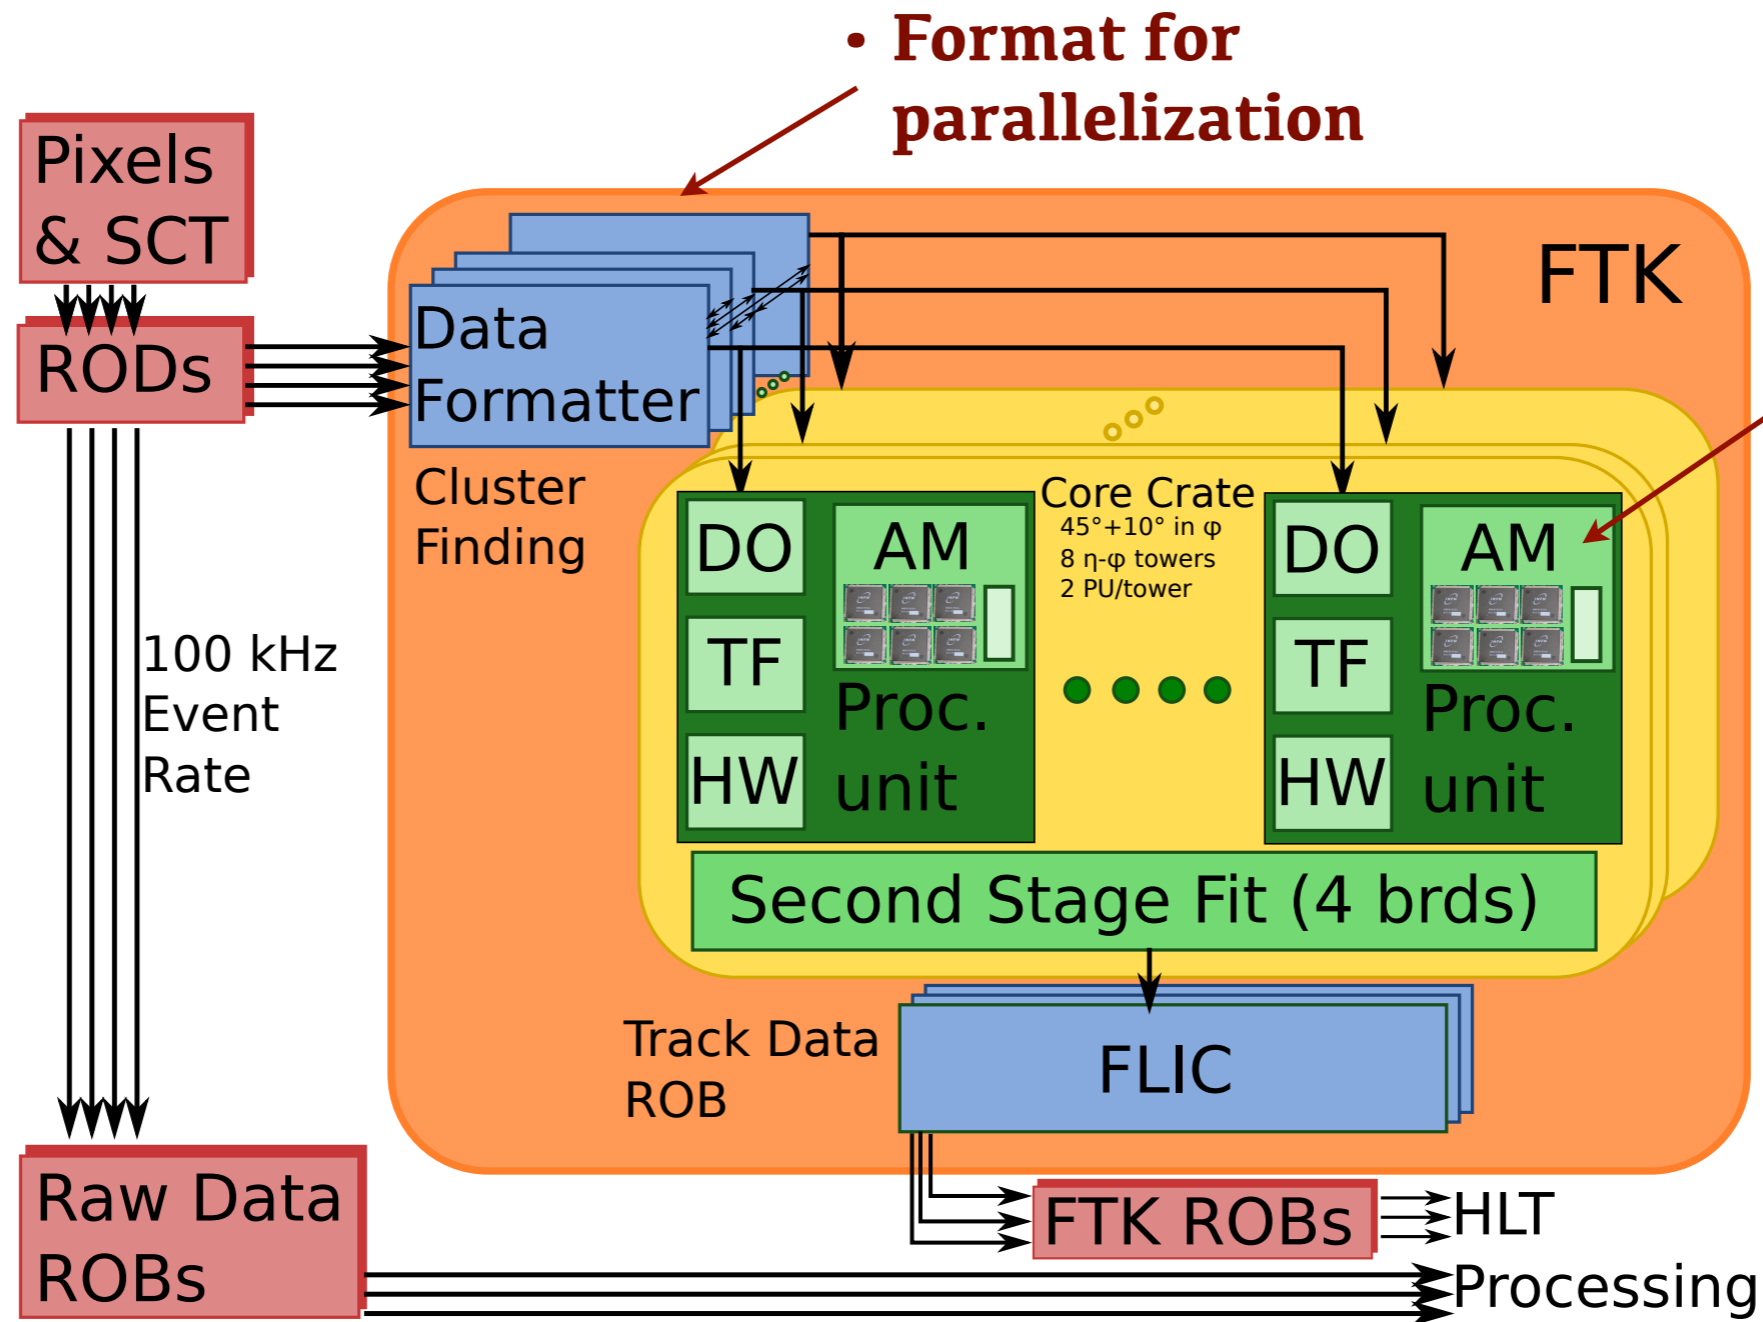 • Format for
parallelization
Pixels
& SCT
FTK
RODs
Data
Formatter
Cluster
Finding
Core Crate
45°+10° in φ
8 η-φ towers
2 PU/tower
DO
AM
TF
HW
Proc.
unit
DO
AM
TF
HW
Proc.
unit
100 kHz
Event
Rate
Second Stage Fit (4 brds)
Track Data
ROB
FLIC
Raw Data
ROBs
FTK ROBs
HLT
Processing